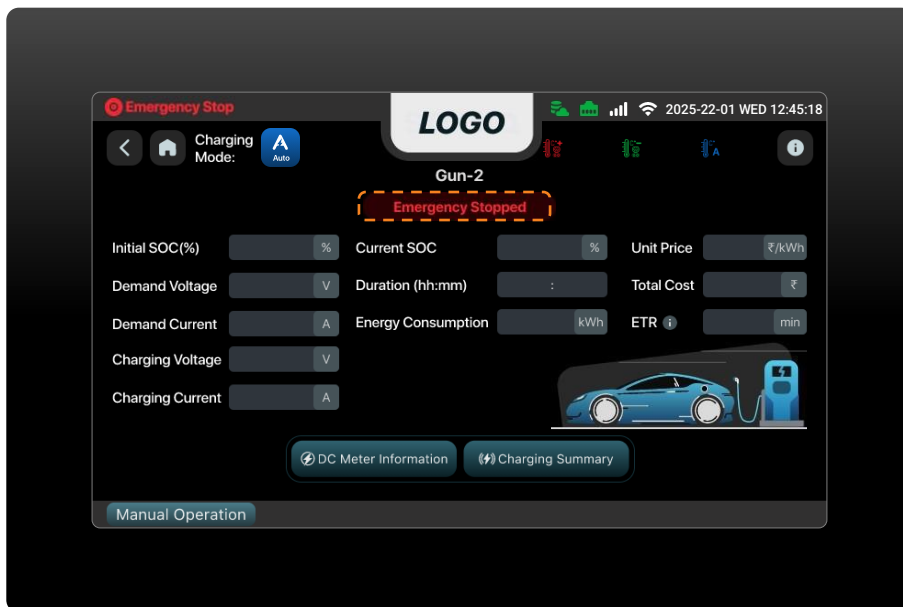 Emergency Stop
LOGO
2025-22-01 WED 12:45:18
Charging Mode:
A
Auto
A
Gun-2
Emergency Stopped
Initial SOC(%) %
Current SOC %
Unit Price ₹/kWh
Demand Voltage V
Duration (hh:mm) :
Total Cost ₹
Demand Current A
Energy Consumption kWh
ETR min
Charging Voltage V
Charging Current A
DC Meter Information
Charging Summary
Manual Operation